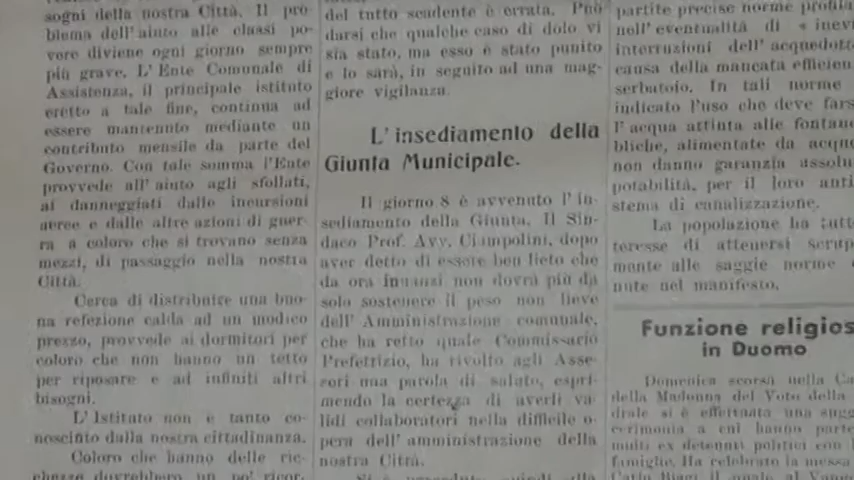 sogni della nostra Città. Il pro-
blema dell'aiuto alle classi po-
vere diviene ogni giorno sempre
più grave. L'Ente Comunale di
Assistenza, il principale istituto
eretto a tale fine, continua ad
essere mantenuto mediante un
contributo mensile da parte del
Governo. Con tale somma l'Ente
provvede all'aiuto agli sfollati,
ai danneggiati dalle incursioni
aeree e dalle altre azioni di guer-
ra a coloro che si trovano senza
mezzi, di passaggio nella nostra
Città.
Cerca di distribuire una buo-
na refezione calda ad un modico
prezzo, provvede ai dormitori per
coloro che non hanno un tetto
per riposare e ad infiniti altri
bisogni.
L'Istituto non è tanto co-
nosciuto dalla nostra cittadinanza.
Coloro che hanno delle ric-
chezze dovrebbero un po' ricor-
del tutto scadente è errata. Può
darsi che qualche caso di dolo vi
sia stato, ma esso è stato punito
e lo sarà, in seguito ad una mag-
giore vigilanza.
L'insediamento della
Giunta Municipale.
Il giorno 8 è avvenuto l'in-
sediamento della Giunta. Il Sin-
daco Prof. Avv. Ciampolini, dopo
aver detto di essere ben lieto che
da ora innanzi non dovrà più da
solo sostenere il peso non lieve
dell'Amministrazione comunale,
che ha retto quale Commissario
Prefettizio, ha rivolto agli Asse-
sori una parola di saluto, espri-
mendo la certezza di averli va-
lidi collaboratori nella difficile o-
pera dell'amministrazione della
nostra Città.
partite precise norme
nell'eventualità di «
interruzioni dell'acquedotto
causa della mancata
serbatoio. In tali norme
indicato l'uso che deve
l'acqua attinta alle
bliche, alimentate da
non danno garanzia
potabilità, per il loro
stema di canalizzazione.
La popolazione ha
teresse di attenersi
mente alle saggie norme
nute nel manifesto.
Funzione religios
in Duomo
Domenica scorsa nella
della Madonna del Voto della
drale si è effettuata una
cerimonia a cui hanno
multi ex detenuti politici con
famiglie. Ha celebrato la messa